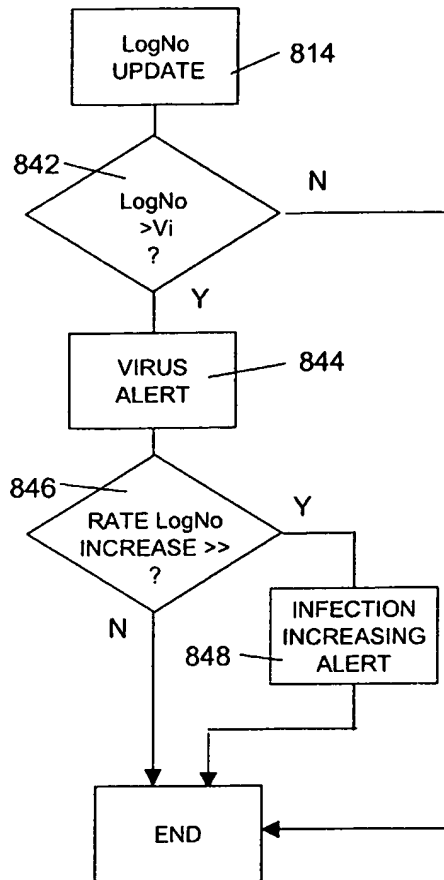 LogNo
UPDATE
814
842
LogNo
>Vi
?
N
Y
VIRUS
ALERT
844
846
RATE LogNo
INCREASE >>
?
Y
N
INFECTION
INCREASING
ALERT
848
END